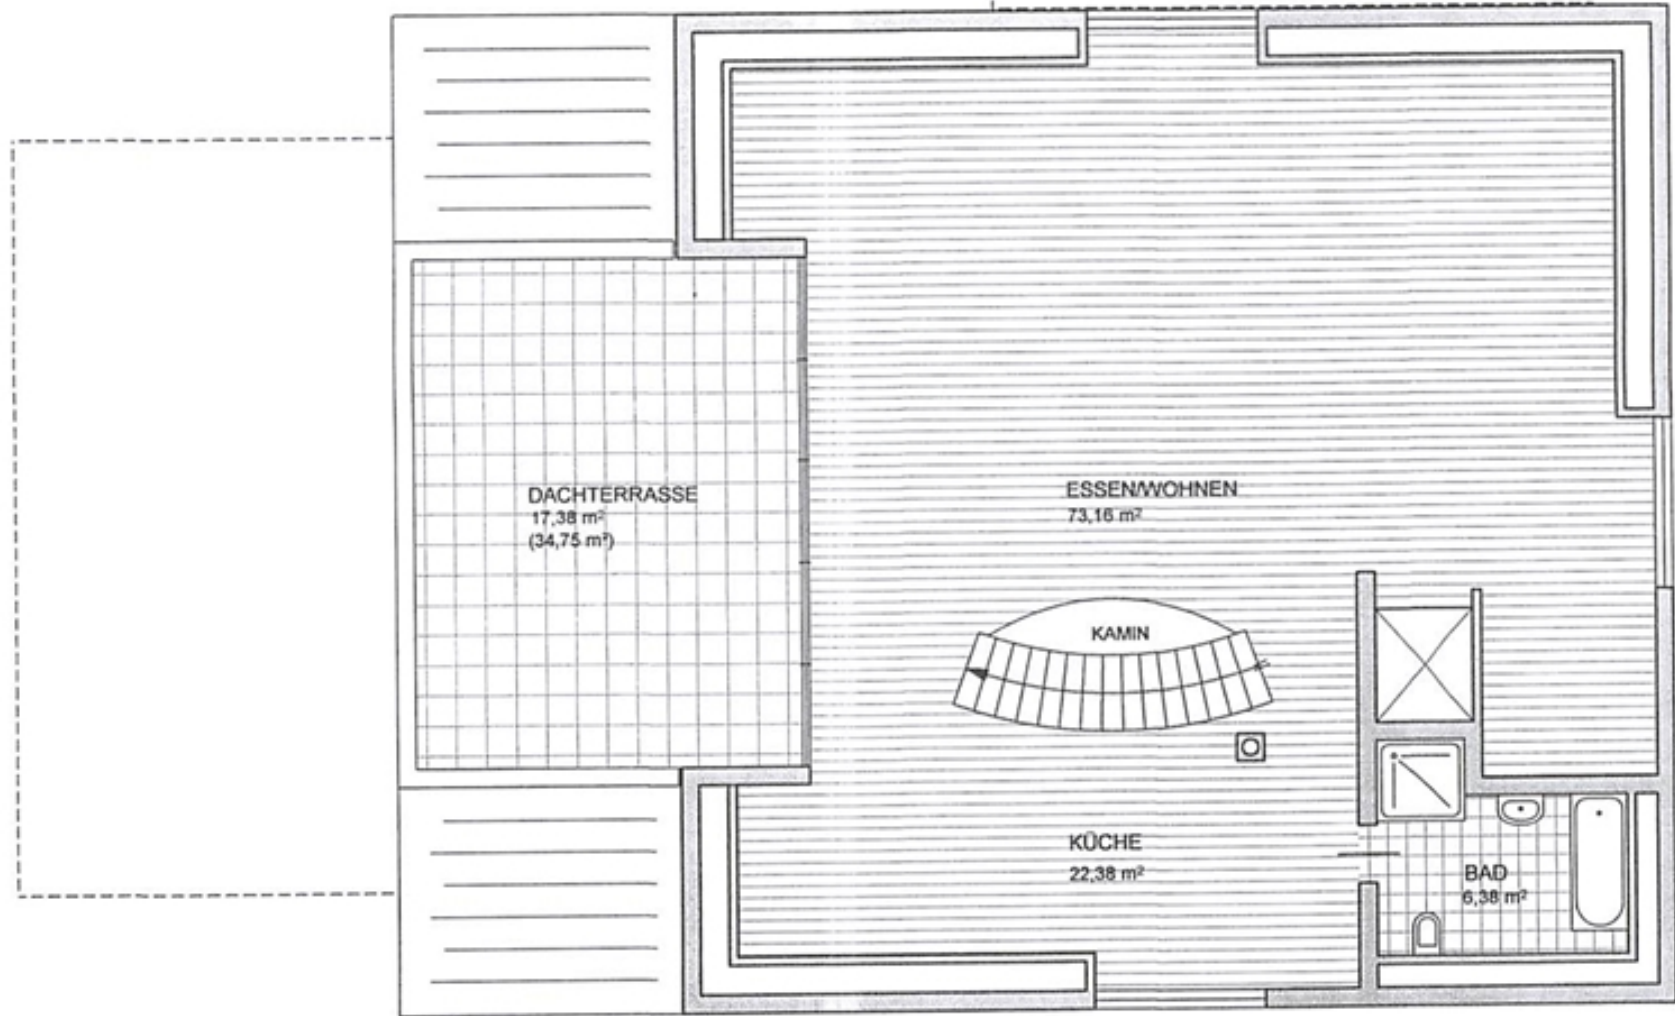 DACHTERRASSE
17,38 m²
(34,75 m²)
ESSEN/WOHNEN
73,16 m²
KAMIN
KÜCHE
22,38 m²
BAD
6,38 m²